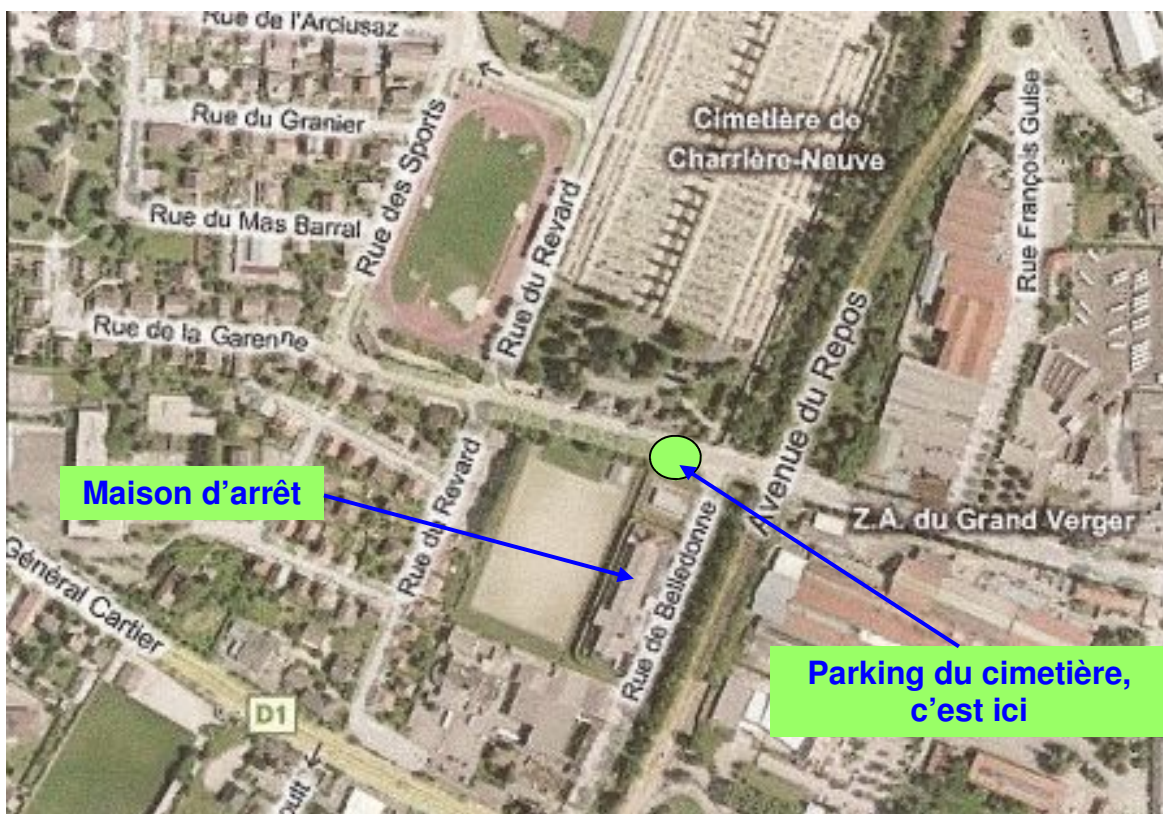 Rue de l'Arclusaz
Rue du Granier
Rue du Mas Barral
Rue des Sports
Rue de la Garenne
Rue du Revard
Cimetière de
Charrière-Neuve
Rue François Guise
Avenue du Repos
Maison d'arrêt
Rue du Revard
Z.A. du Grand Verger
Rue de Belledonne
Général Cartier
Parking du cimetière,
c'est ici
D1